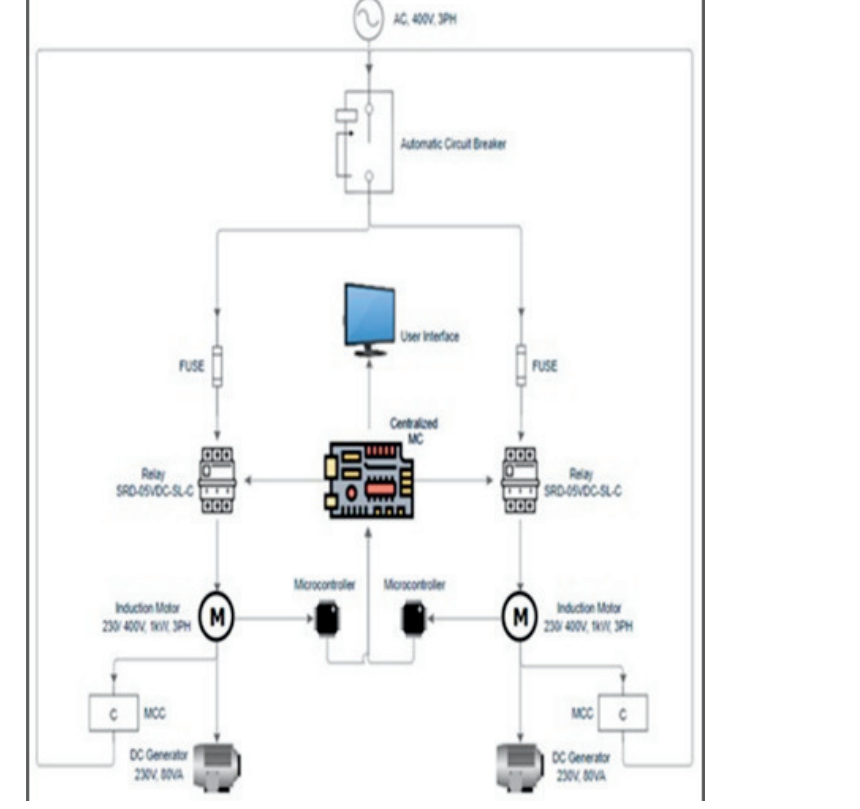 AC, 400V, 3PH
Automatic Circuit Breaker
User Interface
FUSE
FUSE
Centralized
MC
Relay
SRD-05VDC-SL-C
Relay
SRD-05VDC-SL-C
Microcontroller
Microcontroller
Induction Motor
230/ 400V, 1kW, 3PH
M
M
Induction Motor
230/ 400V, 1kW, 3PH
C
MCC
MCC
C
DC Generator
230V, 80VA
DC Generator
230V, 80VA